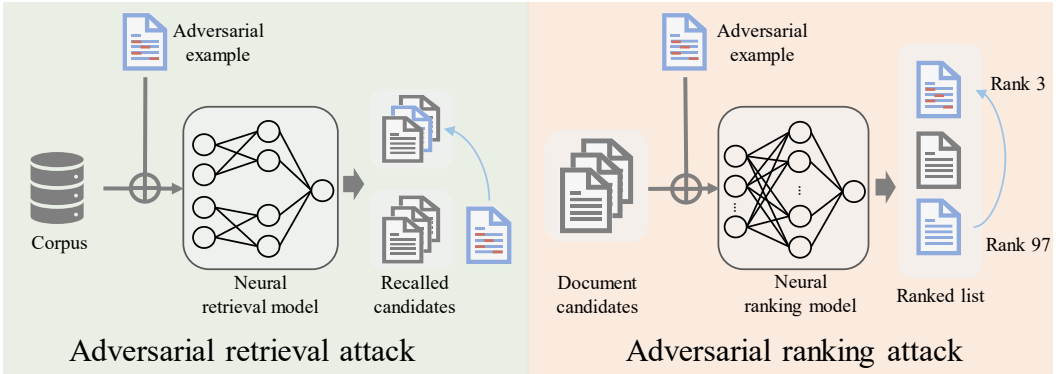 Adversarial
example
Corpus
Neural
retrieval model
Recalled
candidates
Adversarial retrieval attack
Adversarial
example
Rank 3
Rank 97
Document
candidates
...
...
Neural
ranking model
Ranked list
Adversarial ranking attack